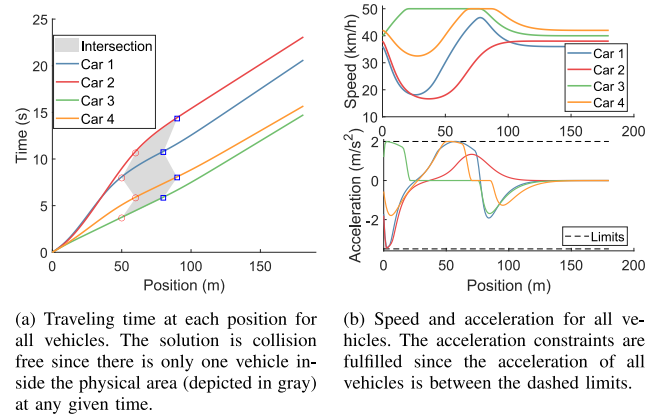 25
20
15
10
5
0
0
50
100
150
Time (s)
Position (m)
Intersection
Car 1
Car 2
Car 3
Car 4
50
40
30
20
10
0
50
100
150
200
Speed (km/h)
Car 1
Car 2
Car 3
Car 4
2
0
-2
0
50
100
150
200
Acceleration (m/s²)
Position (m)
Limits
(a) Traveling time at each position for
all vehicles. The solution is collision
free since there is only one vehicle in-
side the physical area (depicted in gray)
at any given time.
(b) Speed and acceleration for all ve-
hicles. The acceleration constraints are
fulfilled since the acceleration of all
vehicles is between the dashed limits.